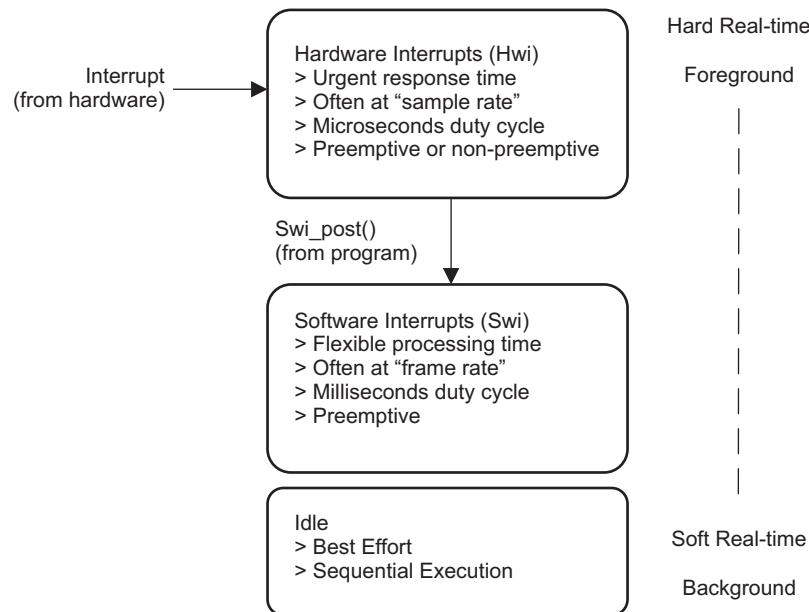 Hard Real-time
Foreground
Interrupt
(from hardware)
Hardware Interrupts (Hwi)
> Urgent response time
> Often at “sample rate”
> Microseconds duty cycle
> Preemptive or non-preemptive
Swi_post()
(from program)
Software Interrupts (Swi)
> Flexible processing time
> Often at “frame rate”
> Milliseconds duty cycle
> Preemptive
Idle
> Best Effort
> Sequential Execution
Soft Real-time
Background